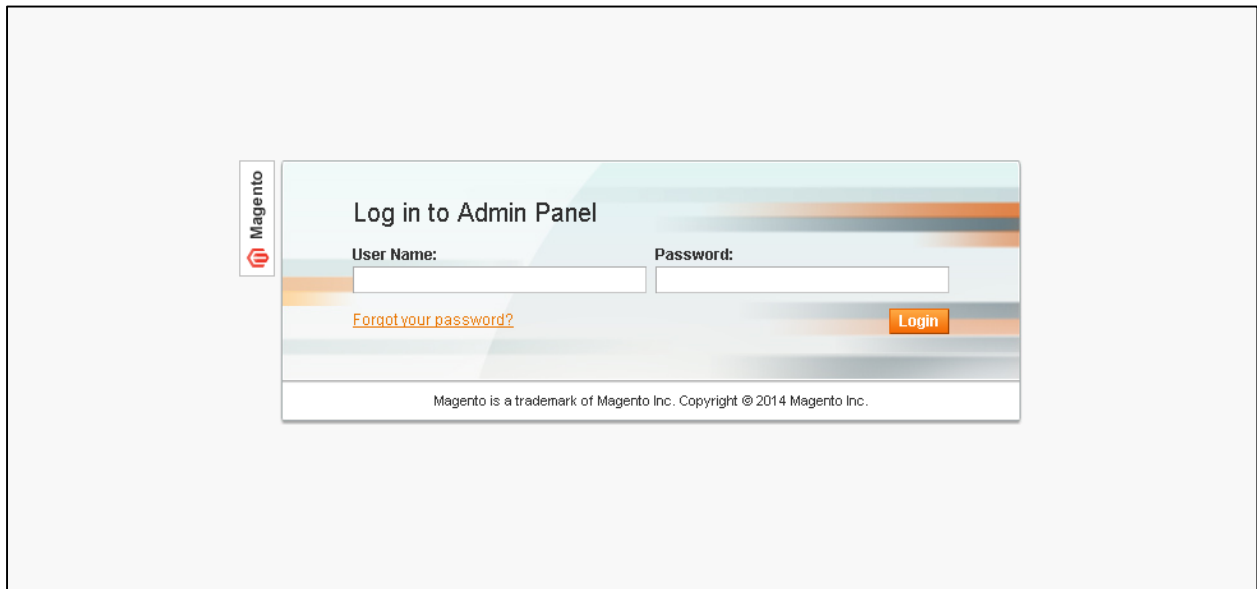 Magento
Log in to Admin Panel
User Name:
Password:
Forgot your password?
Login
Magento is a trademark of Magento Inc. Copyright © 2014 Magento Inc.